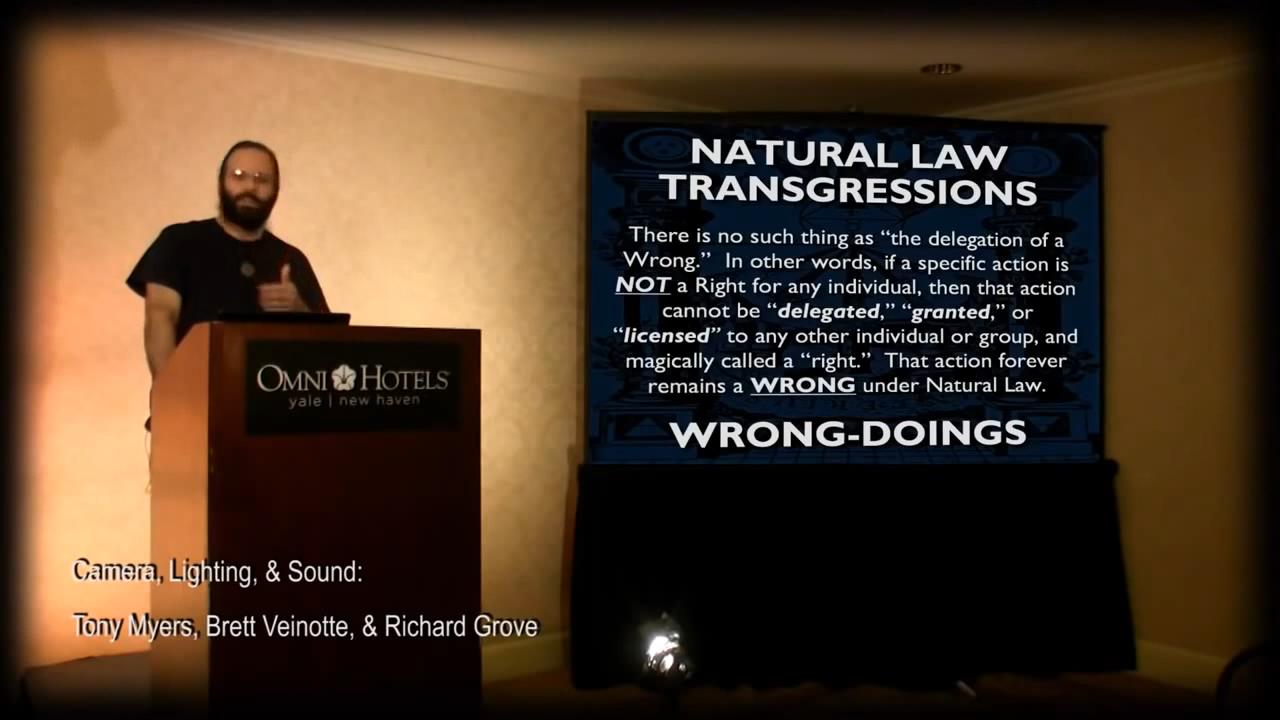 NATURAL LAW
TRANSGRESSIONS
There is no such thing as “the delegation of a
Wrong.” In other words, if a specific action is
NOT a Right for any individual, then that action
cannot be “delegated,” “granted,” or
“licensed” to any other individual or group, and
magically called a “right.” That action forever
remains a WRONG under Natural Law.
WRONG-DOINGS
OMNI HOTELS
yale | new haven
Camera, Lighting, & Sound:
Tony Myers, Brett Veinotte, & Richard Grove